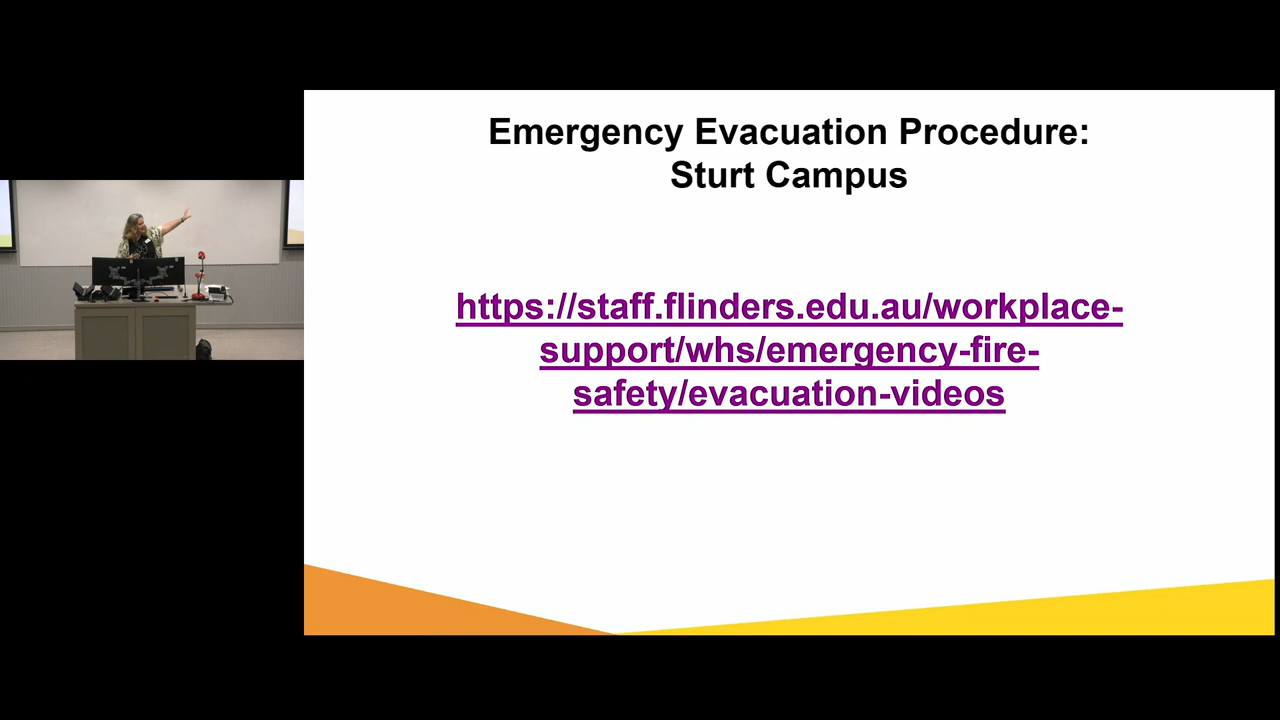 Emergency Evacuation Procedure:
Sturt Campus
https://staff.flinders.edu.au/workplace-
support/whs/emergency-fire-
safety/evacuation-videos